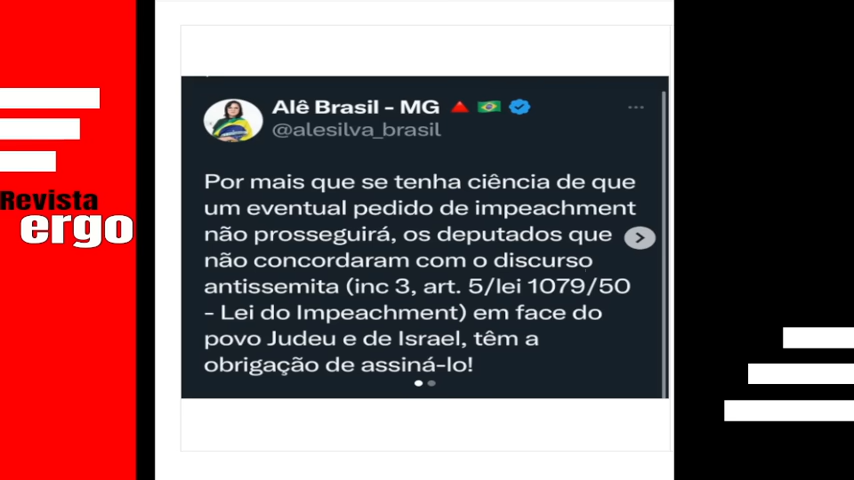 Revista
ergo
Alê Brasil - MG
@alesilva_brasil
Por mais que se tenha ciência de que
um eventual pedido de impeachment
não prosseguirá, os deputados que
não concordaram com o discurso
antissemita (inc 3, art. 5/lei 1079/50
- Lei do Impeachment) em face do
povo Judeu e de Israel, têm a
obrigação de assiná-lo!